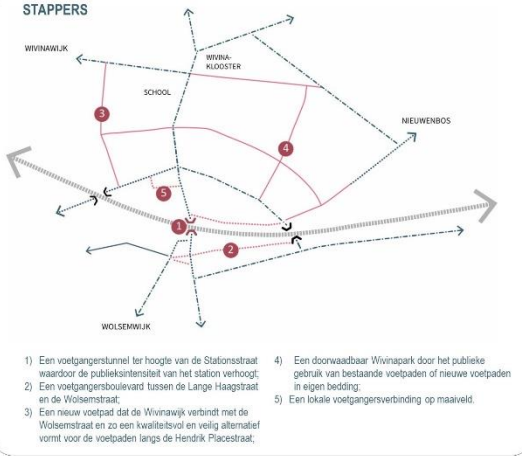 STAPPERS
WIVINAWIJK
WIVINA-
KLOOSTER
SCHOOL
3
NIEUWENBOS
4
5
1
2
WOLSEMWIJK
1) Een voetgangerstunnel ter hoogte van de Stationsstraat
waardoor de publieksintensiteit van het station verhoogt;
2) Een voetgangersboulevard tussen de Lange Haagstraat
en de Wolsemstraat;
3) Een nieuw voetpad dat de Wivinawijk verbindt met de
Wolsemstraat en zo een kwaliteitsvol en veilig alternatief
vormt voor de voetpaden langs de Hendrik Placestraat;
4) Een doorwaadbaar Wivinapark door het publieke
gebruik van bestaande voetpaden of nieuwe voetpaden
in eigen bedding;
5) Een lokale voetgangersverbinding op maaiveld.